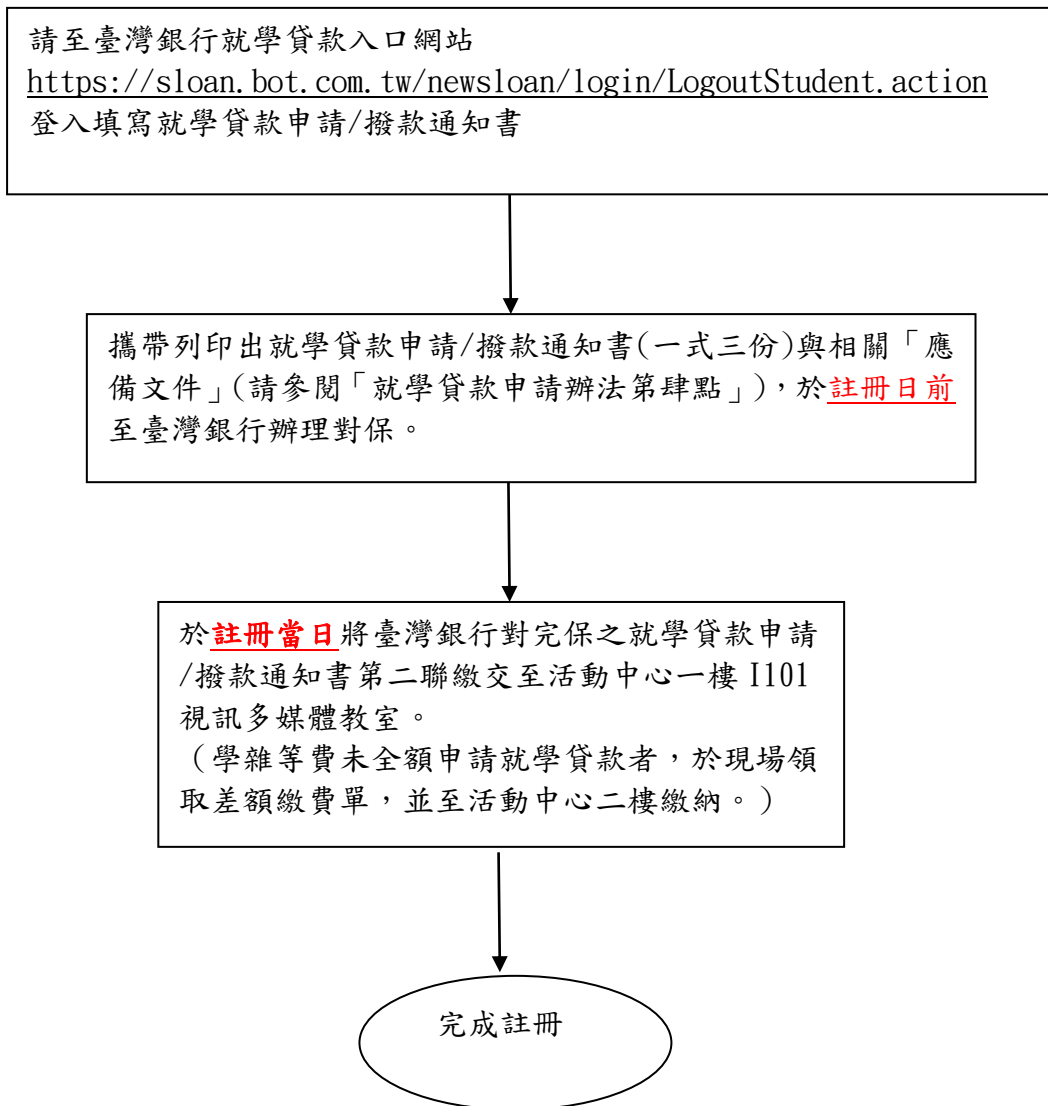 請至臺灣銀行就學貸款入口網站
https://sloan.bot.com.tw/newsloan/login/LogoutStudent.action
登入填寫就學貸款申請/撥款通知書
攜帶列印出就學貸款申請/撥款通知書(一式三份)與相關「應
備文件」(請參閱「就學貸款申請辦法第肆點」)，於註冊日前
至臺灣銀行辦理對保。
於註冊當日將臺灣銀行對完保之就學貸款申請
/撥款通知書第二聯繳交至活動中心一樓 I101
視訊多媒體教室。
（學雜等費未全額申請就學貸款者，於現場領
取差額繳費單，並至活動中心二樓繳納。）
完成註冊